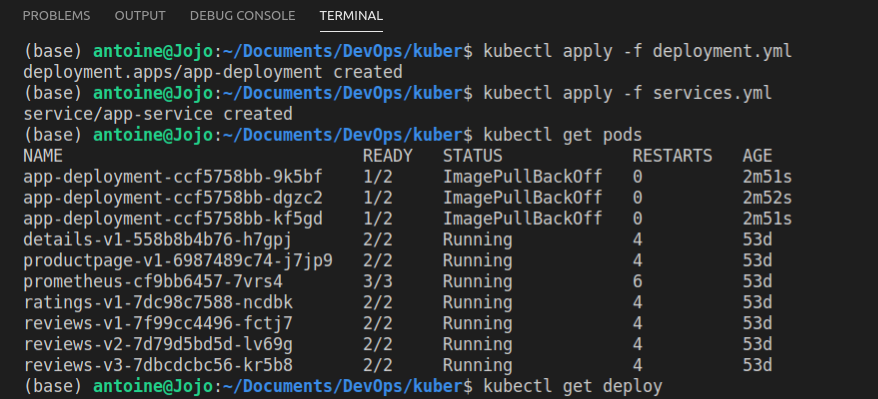 PROBLEMS OUTPUT DEBUG CONSOLE TERMINAL
(base) antoine@Jojo:~/Documents/DevOps/kuber$ kubectl apply -f deployment.yml
deployment.apps/app-deployment created
(base) antoine@Jojo:~/Documents/DevOps/kuber$ kubectl apply -f services.yml
service/app-service created
(base) antoine@Jojo:~/Documents/DevOps/kuber$ kubectl get pods
NAME READY STATUS RESTARTS AGE
app-deployment-ccf5758bb-9k5bf 1/2 ImagePullBackOff 0 2m51s
app-deployment-ccf5758bb-dgzc2 1/2 ImagePullBackOff 0 2m52s
app-deployment-ccf5758bb-kf5gd 1/2 ImagePullBackOff 0 2m51s
details-v1-558b8b4b76-h7gpj 2/2 Running 4 53d
productpage-v1-6987489c74-j7jp9 2/2 Running 4 53d
prometheus-cf9bb6457-7vrs4 3/3 Running 6 53d
ratings-v1-7dc98c7588-ncdbk 2/2 Running 4 53d
reviews-v1-7f99cc4496-fctj7 2/2 Running 4 53d
reviews-v2-7d79d5bd5d-lv69g 2/2 Running 4 53d
reviews-v3-7dbcdcbc56-kr5b8 2/2 Running 4 53d
(base) antoine@Jojo:~/Documents/DevOps/kuber$ kubectl get deploy